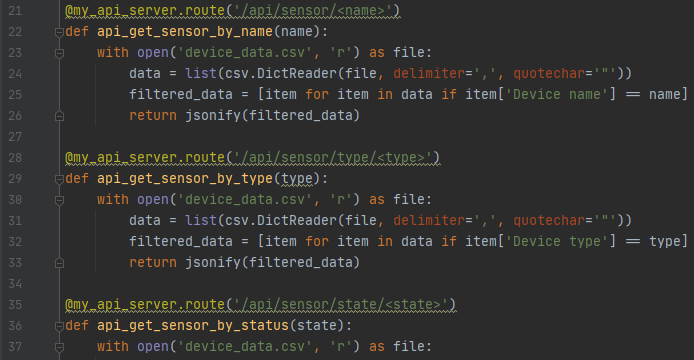 21 @my_api_server.route('/api/sensor/<name>')
22 def api_get_sensor_by_name(name):
23     with open('device_data.csv', 'r') as file:
24         data = list(csv.DictReader(file, delimiter=',', quotechar='"'))
25         filtered_data = [item for item in data if item['Device name'] == name]
26         return jsonify(filtered_data)
27
28 @my_api_server.route('/api/sensor/type/<type>')
29 def api_get_sensor_by_type(type):
30     with open('device_data.csv', 'r') as file:
31         data = list(csv.DictReader(file, delimiter=',', quotechar='"'))
32         filtered_data = [item for item in data if item['Device type'] == type]
33         return jsonify(filtered_data)
34
35 @my_api_server.route('/api/sensor/state/<state>')
36 def api_get_sensor_by_status(state):
37     with open('device_data.csv', 'r') as file: